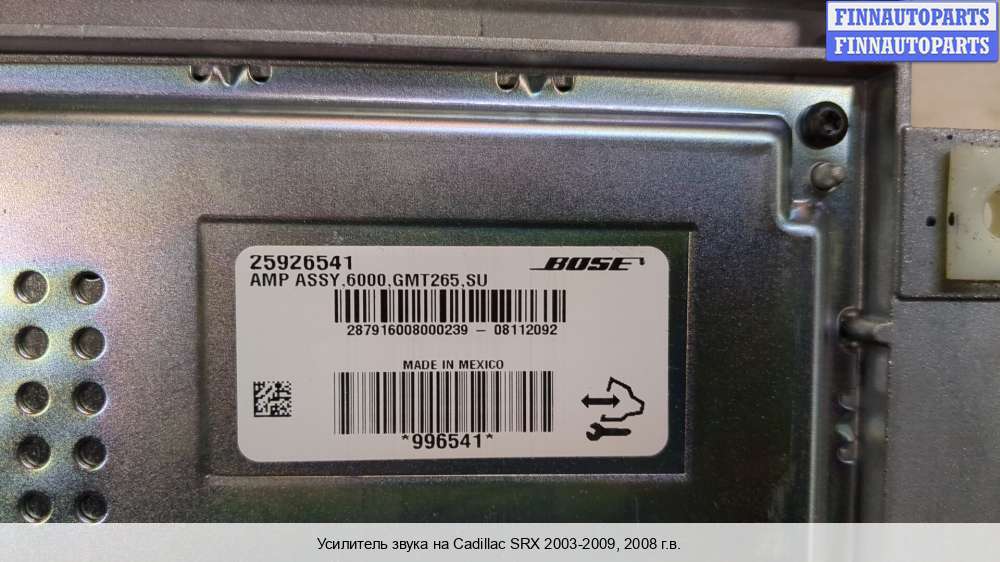 FINNAUTOPARTS
FINNAUTOPARTS
25926541
BOSE
AMP ASSY,6000,GMT265,SU
287916008000239 - 08112092
MADE IN MEXICO
*996541*
Усилитель звука на Cadillac SRX 2003-2009, 2008 г.в.